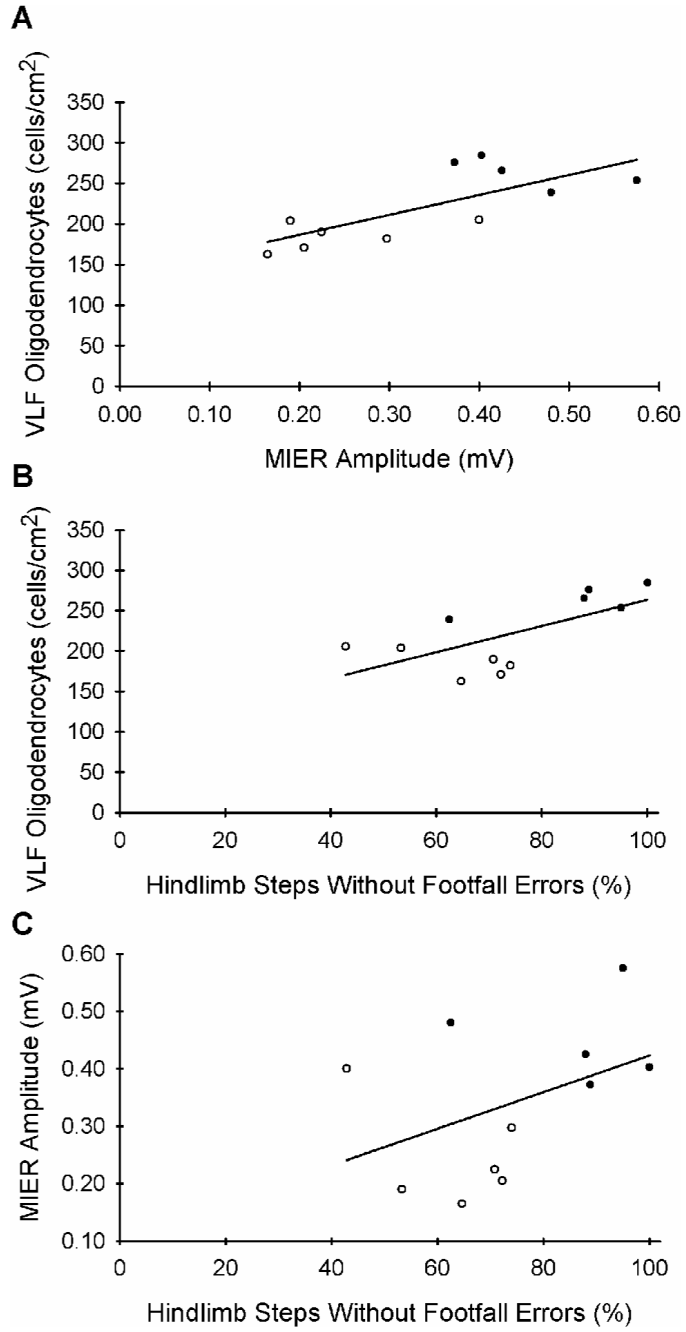 A
VLF Oligodendrocytes (cells/cm²)
350
300
250
200
150
100
50
0
0.00 0.10 0.20 0.30 0.40 0.50 0.60
MIER Amplitude (mV)
B
VLF Oligodendrocytes (cells/cm²)
350
300
250
200
150
100
50
0
0 20 40 60 80 100
Hindlimb Steps Without Footfall Errors (%)
C
MIER Amplitude (mV)
0.60
0.50
0.40
0.30
0.20
0.10
0 20 40 60 80 100
Hindlimb Steps Without Footfall Errors (%)